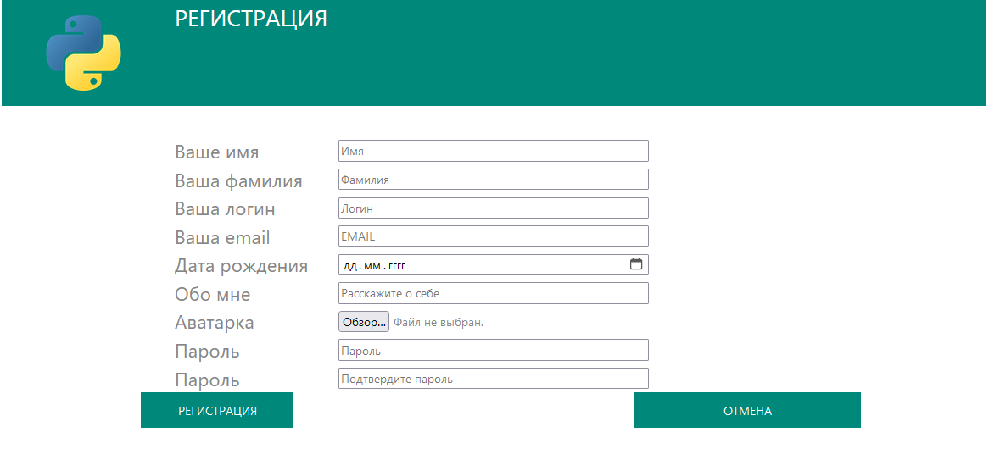 РЕГИСТРАЦИЯ
Ваше имя Имя
Ваша фамилия Фамилия
Ваша логин Логин
Ваша email EMAIL
Дата рождения дд.мм.гггг
Обо мне Расскажите о себе
Аватарка Обзор... Файл не выбран.
Пароль Пароль
Пароль Подтвердите пароль
РЕГИСТРАЦИЯ ОТМЕНА